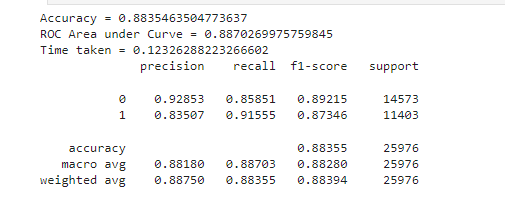 Accuracy = 0.8835463504773637
ROC Area under Curve = 0.8870269975759845
Time taken = 0.12326288223266602
precision recall f1-score support
0 0.92853 0.85851 0.89215 14573
1 0.83507 0.91555 0.87346 11403
accuracy 0.88355 25976
macro avg 0.88180 0.88703 0.88280 25976
weighted avg 0.88750 0.88355 0.88394 25976